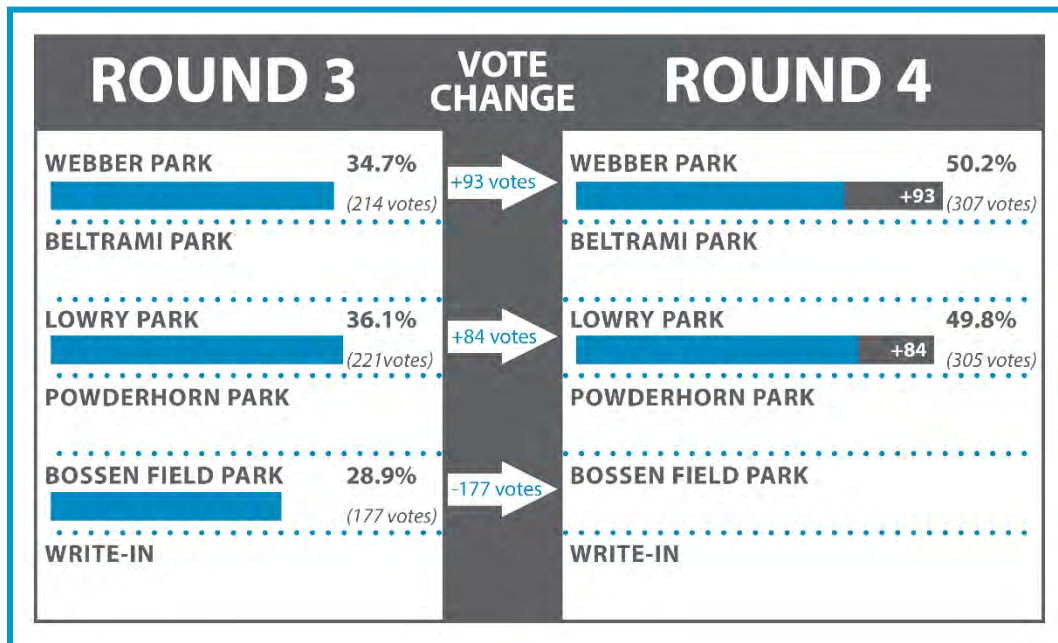 ROUND 3
VOTE
CHANGE
ROUND 4
WEBBER PARK 34.7%
(214 votes)
BELTRAMI PARK
LOWRY PARK 36.1%
(221votes)
POWDERHORN PARK
BOSSEN FIELD PARK 28.9%
(177 votes)
WRITE-IN
+93 votes
+84 votes
-177 votes
WEBBER PARK 50.2%
+93 (307 votes)
BELTRAMI PARK
LOWRY PARK 49.8%
+84 (305 votes)
POWDERHORN PARK
BOSSEN FIELD PARK
WRITE-IN